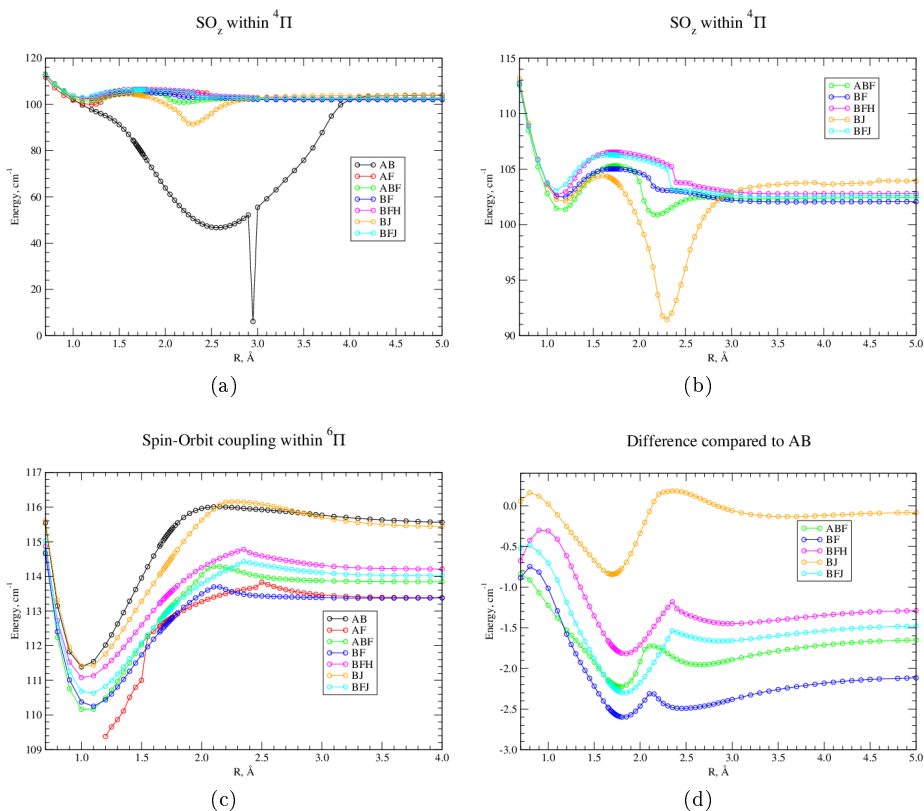 SO_z within ^4Π
120
100
80
60
40
20
0
Energy, cm^-1
1.0 1.5 2.0 2.5 3.0 3.5 4.0 4.5 5.0
R, Å
AB
AF
ABF
BF
BFH
BJ
BFJ
(a)
SO_z within ^4Π
115
110
105
100
95
90
Energy, cm^-1
1.0 1.5 2.0 2.5 3.0 3.5 4.0 4.5 5.0
R, Å
ABF
BF
BFH
BJ
BFJ
(b)
Spin-Orbit coupling within ^6Π
117
116
115
114
113
112
111
110
109
Energy, cm^-1
1.0 1.5 2.0 2.5 3.0 3.5 4.0
R, Å
AB
AF
ABF
BF
BFH
BJ
BFJ
(c)
Difference compared to AB
0.0
-0.5
-1.0
-1.5
-2.0
-2.5
-3.0
Energy, cm^-1
1.0 1.5 2.0 2.5 3.0 3.5 4.0 4.5 5.0
R, Å
ABF
BF
BFH
BJ
BFJ
(d)